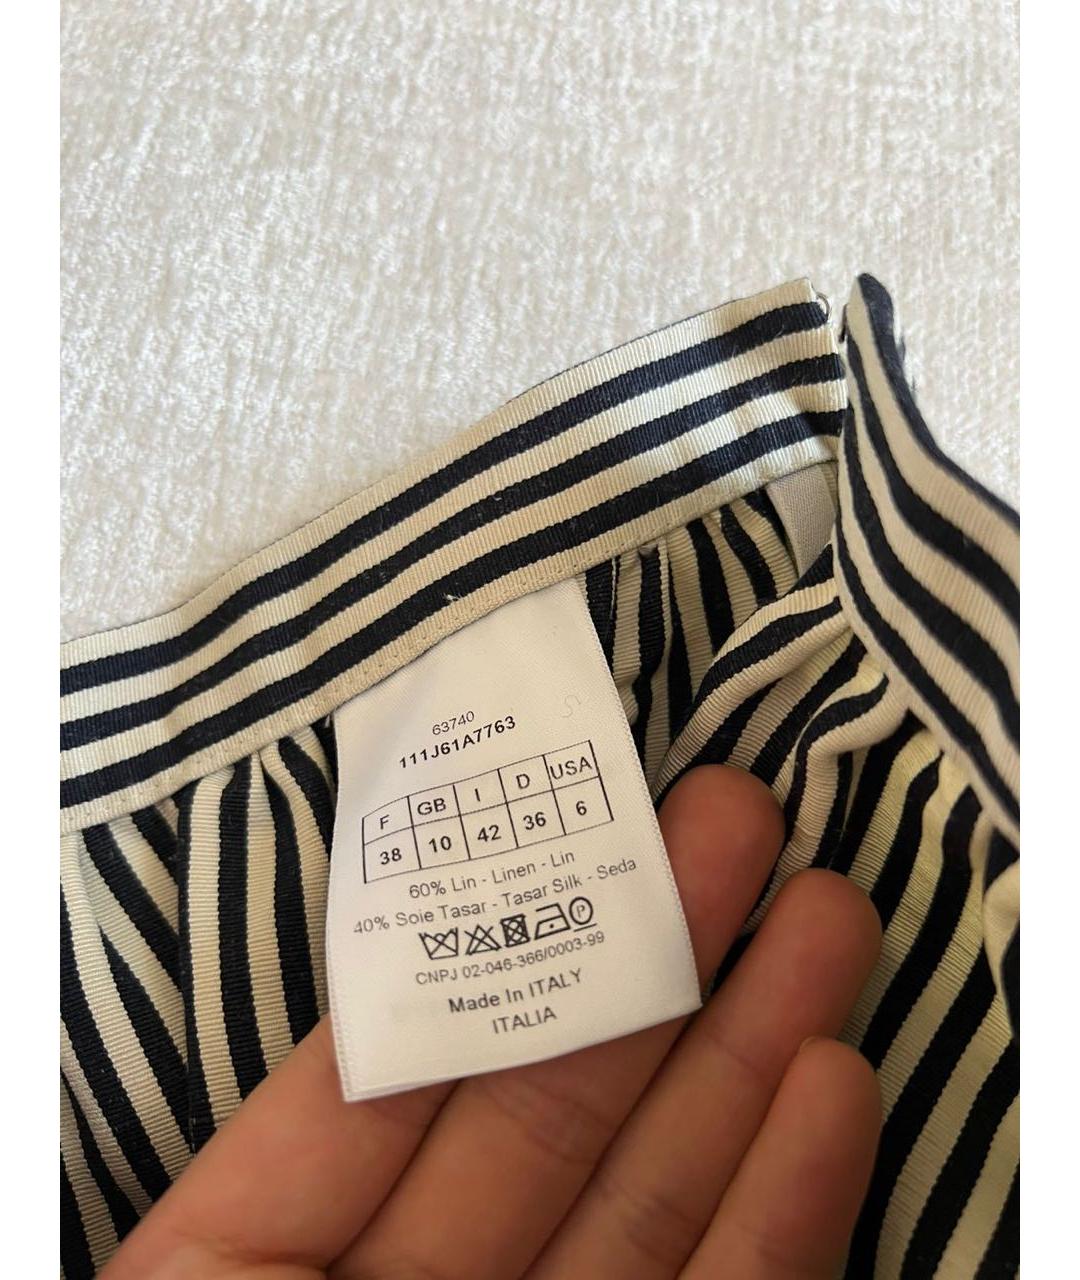 63740
111J61A7763
F GB I D USA
38 10 42 36 6
60% Lin - Linen - Lin
40% Soie Tasar - Tasar Silk - Seda
P
CNPJ 02-046-366/0003-99
Made In ITALY
ITALIA